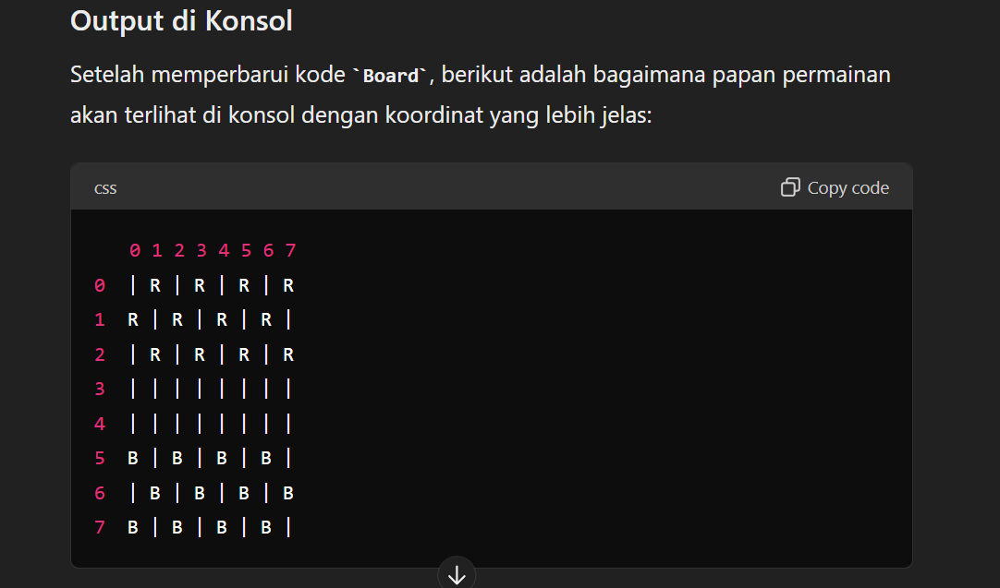 Output di Konsol
Setelah memperbarui kode `Board`, berikut adalah bagaimana papan permainan
akan terlihat di konsol dengan koordinat yang lebih jelas:
css
Copy code
0 1 2 3 4 5 6 7
0 | R | R | R | R
1 R | R | R | R |
2 | R | R | R | R
3 | | | | | | | |
4 | | | | | | | |
5 B | B | B | B |
6 | B | B | B | B
7 B | B | B | B |